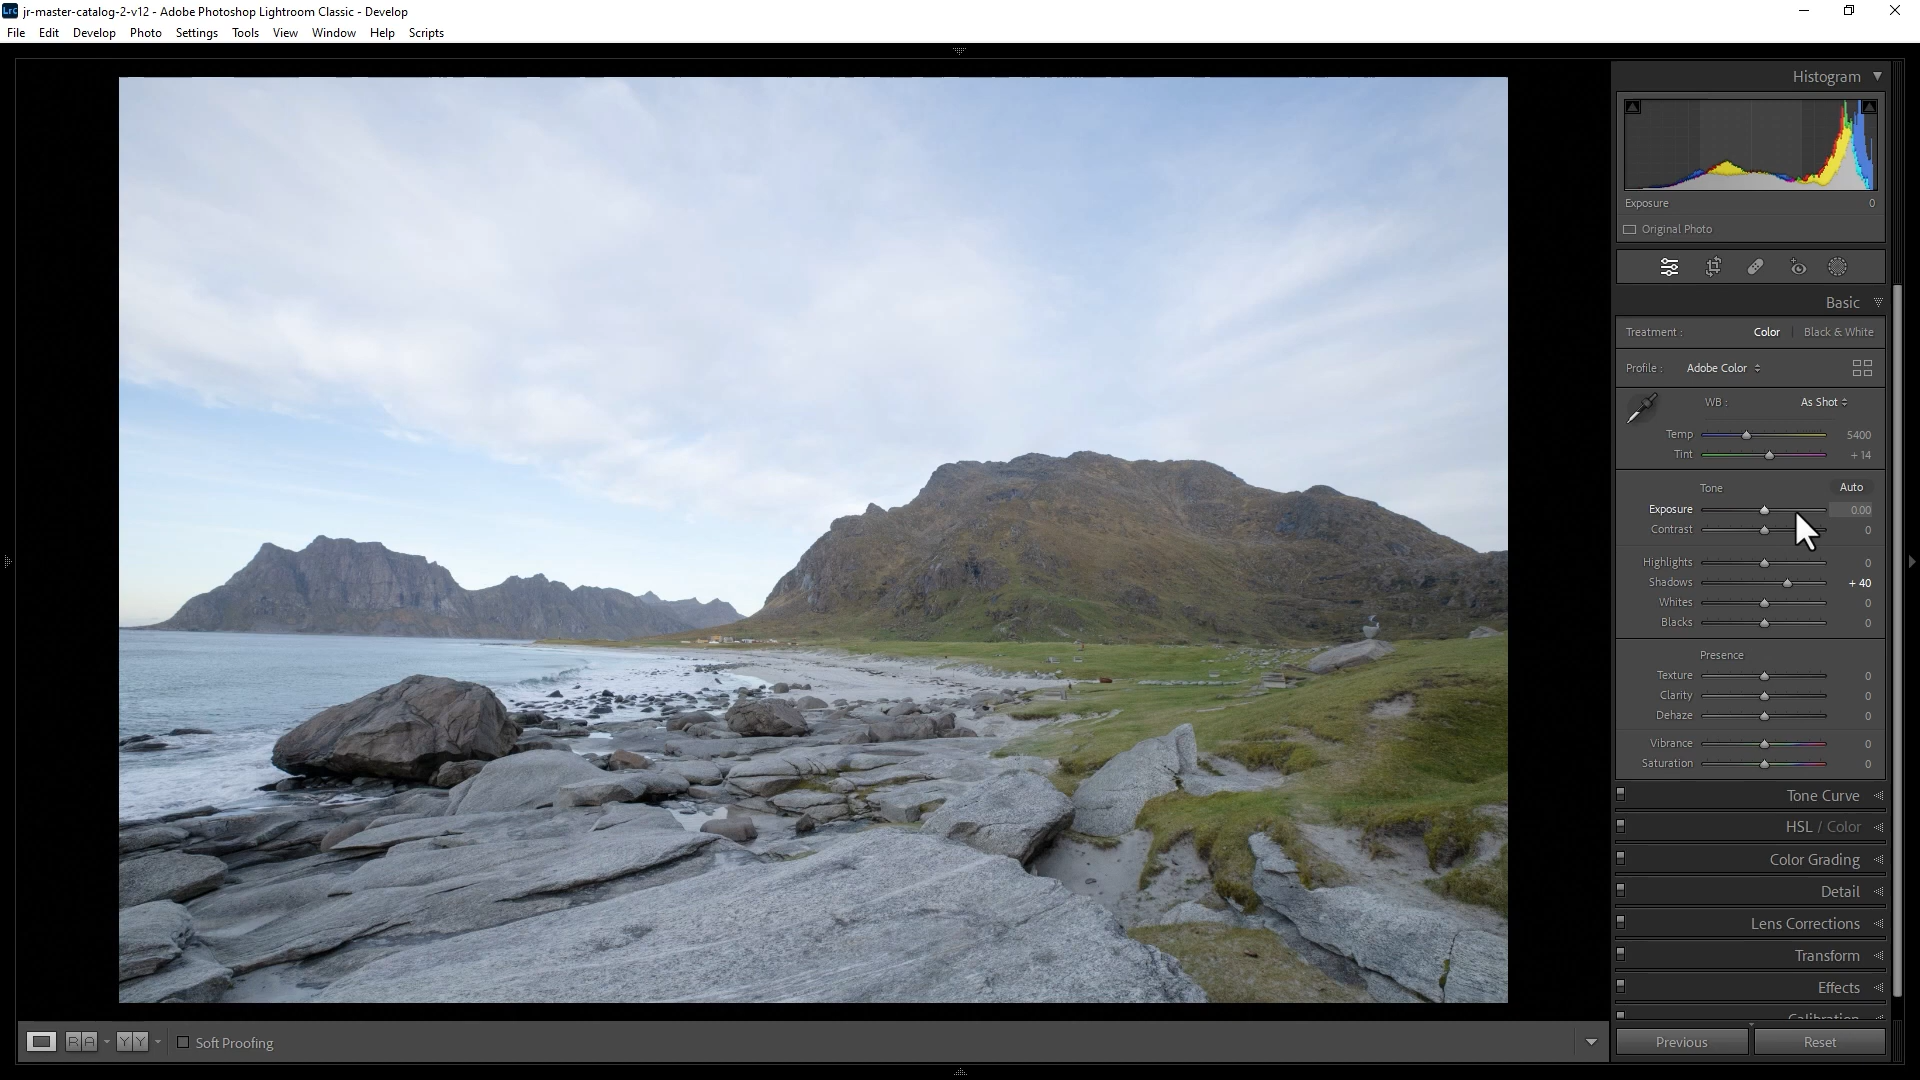 Lrc jr-master-catalog-2-v12 - Adobe Photoshop Lightroom Classic - Develop
File Edit Develop Photo Settings Tools View Window Help Scripts
Histogram
Exposure 0
Original Photo
Basic
Treatment : Color Black & White
Profile : Adobe Color
WB : As Shot
Temp 5400
Tint + 14
Tone Auto
Exposure 0.00
Contrast 0
Highlights 0
Shadows + 40
Whites 0
Blacks 0
Presence
Texture 0
Clarity 0
Dehaze 0
Vibrance 0
Saturation 0
Tone Curve
HSL / Color
Color Grading
Detail
Lens Corrections
Transform
Effects
Calibration
R A Y Y Soft Proofing
Previous Reset